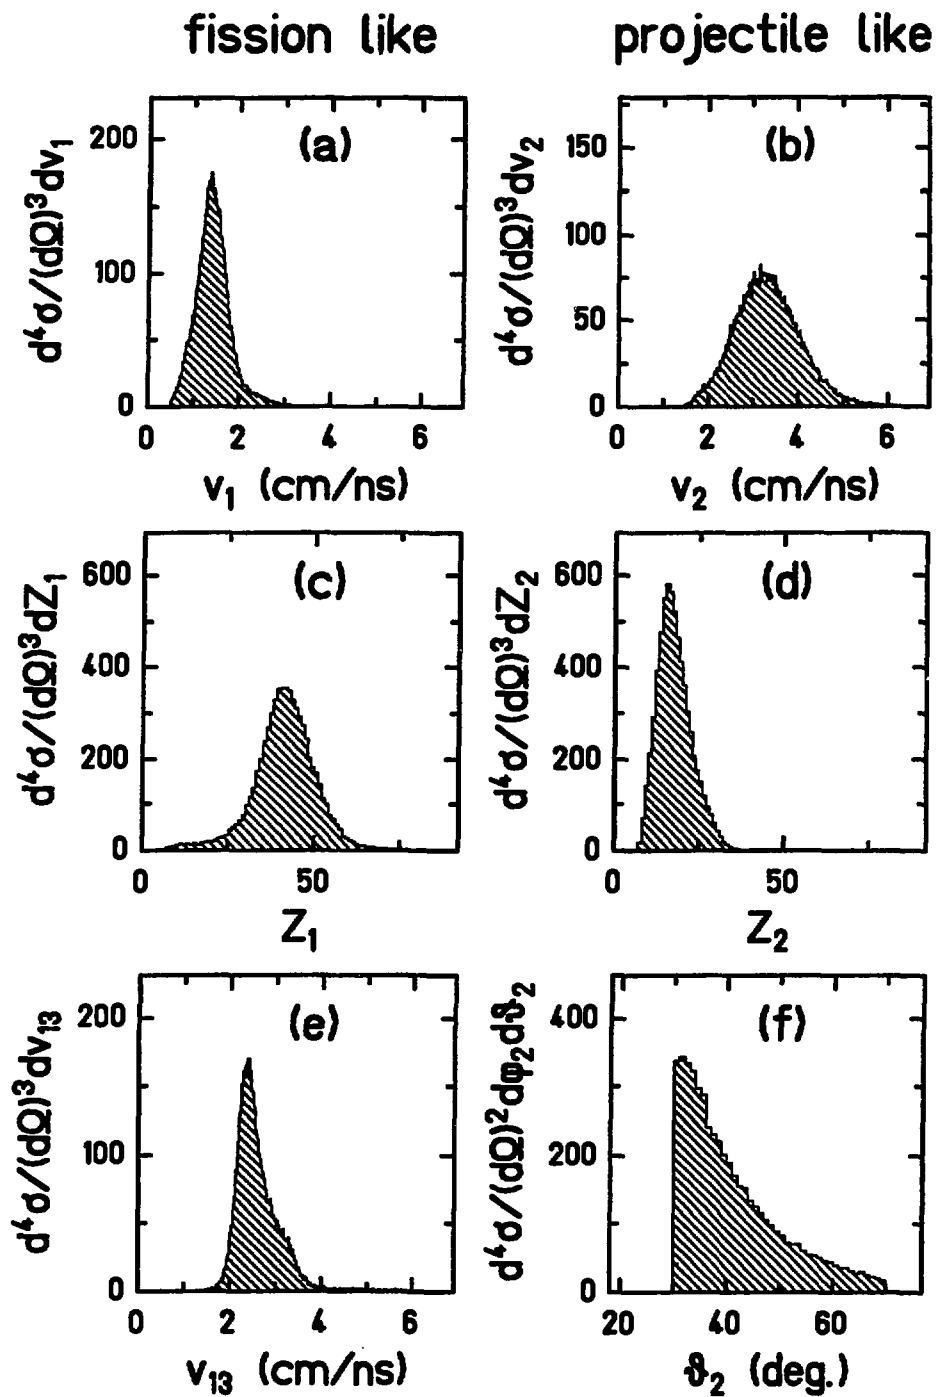 fission like
projectile like
(a)
d⁴σ/(dΩ)³dv₁
200
100
0
0 2 4 6
v₁ (cm/ns)
(b)
d⁴σ/(dΩ)³dv₂
150
100
50
0
2 4 6
v₂ (cm/ns)
(c)
d⁴σ/(dΩ)³dZ₁
600
400
200
0
0 50
Z₁
(d)
d⁴σ/(dΩ)³dZ₂
600
400
200
0
0 50
Z₂
(e)
d⁴σ/(dΩ)³dv₁₃
200
100
0
0 2 4 6
v₁₃ (cm/ns)
(f)
d⁴σ/(dΩ)²dφ₂dϑ₂
400
200
0
20 40 60
ϑ₂ (deg.)